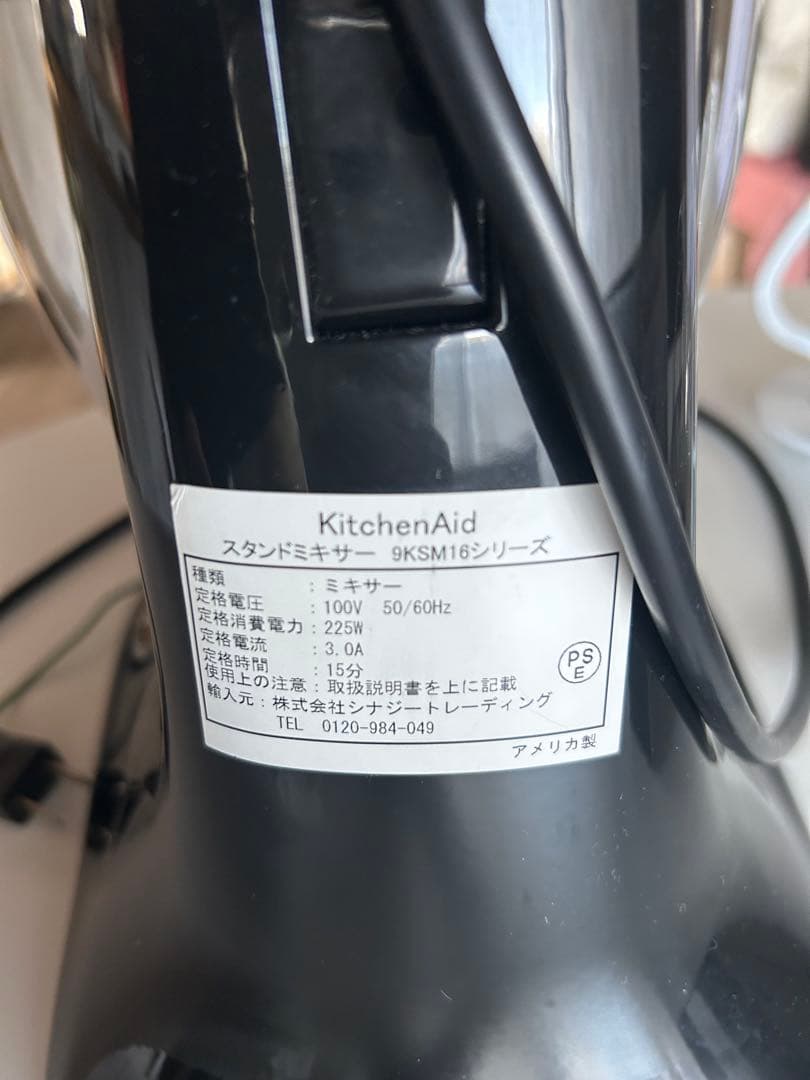 KitchenAid
スタンドミキサー 9KSM16シリーズ
種類 : ミキサー
定格電圧 : 100V 50/60Hz
定格消費電力 : 225W
定格電流 : 3.0A
定格時間 : 15分
使用上の注意 : 取扱説明書を上に記載
輸入元 : 株式会社シナジートレーディング
TEL 0120-984-049
PS
E
アメリカ製